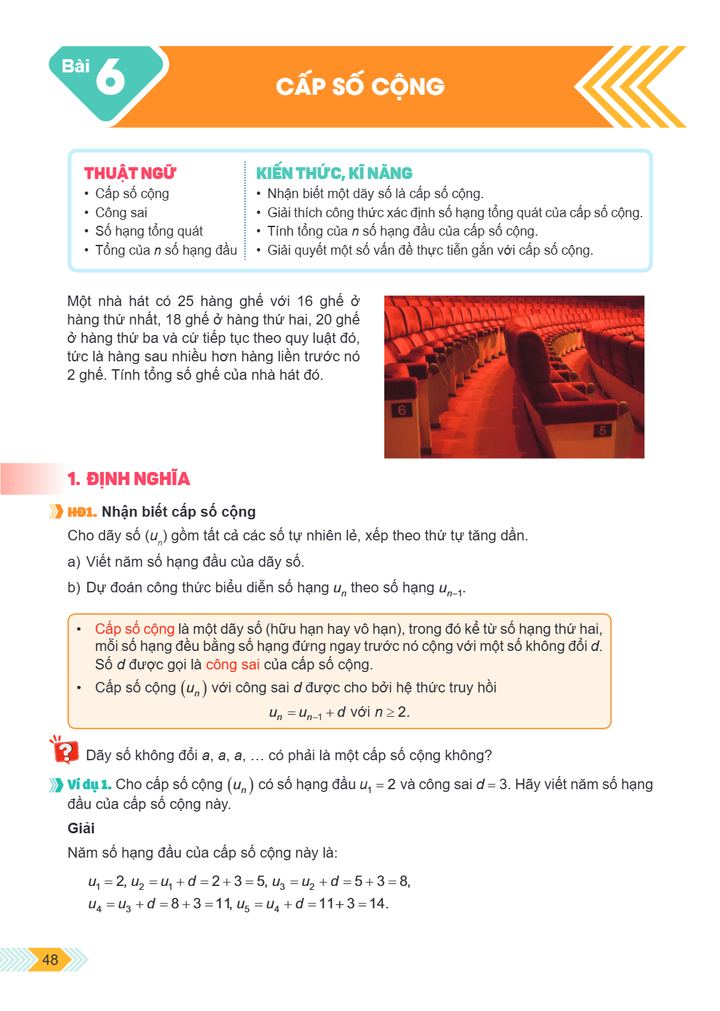 Bài 6
CẤP SỐ CỘNG
THUẬT NGỮ
• Cấp số cộng
• Công sai
• Số hạng tổng quát
• Tổng của n số hạng đầu
KIẾN THỨC, KĨ NĂNG
• Nhận biết một dãy số là cấp số cộng.
• Giải thích công thức xác định số hạng tổng quát của cấp số cộng.
• Tính tổng của n số hạng đầu của cấp số cộng.
• Giải quyết một số vấn đề thực tiễn gắn với cấp số cộng.
Một nhà hát có 25 hàng ghế với 16 ghế ở
hàng thứ nhất, 18 ghế ở hàng thứ hai, 20 ghế
ở hàng thứ ba và cứ tiếp tục theo quy luật đó,
tức là hàng sau nhiều hơn hàng liền trước nó
2 ghế. Tính tổng số ghế của nhà hát đó.
6
5
1. ĐỊNH NGHĨA
HĐ1. Nhận biết cấp số cộng
Cho dãy số (uₙ) gồm tất cả các số tự nhiên lẻ, xếp theo thứ tự tăng dần.
a) Viết năm số hạng đầu của dãy số.
b) Dự đoán công thức biểu diễn số hạng uₙ theo số hạng uₙ₋₁.
• Cấp số cộng là một dãy số (hữu hạn hay vô hạn), trong đó kể từ số hạng thứ hai,
mỗi số hạng đều bằng số hạng đứng ngay trước nó cộng với một số không đổi d.
Số d được gọi là công sai của cấp số cộng.
• Cấp số cộng (uₙ) với công sai d được cho bởi hệ thức truy hồi
uₙ = uₙ₋₁ + d với n ≥ 2.
? Dãy số không đổi a, a, a, … có phải là một cấp số cộng không?
Ví dụ 1. Cho cấp số cộng (uₙ) có số hạng đầu u₁ = 2 và công sai d = 3. Hãy viết năm số hạng
đầu của cấp số cộng này.
Giải
Năm số hạng đầu của cấp số cộng này là:
u₁ = 2, u₂ = u₁ + d = 2 + 3 = 5, u₃ = u₂ + d = 5 + 3 = 8,
u₄ = u₃ + d = 8 + 3 = 11, u₅ = u₄ + d = 11 + 3 = 14.
48